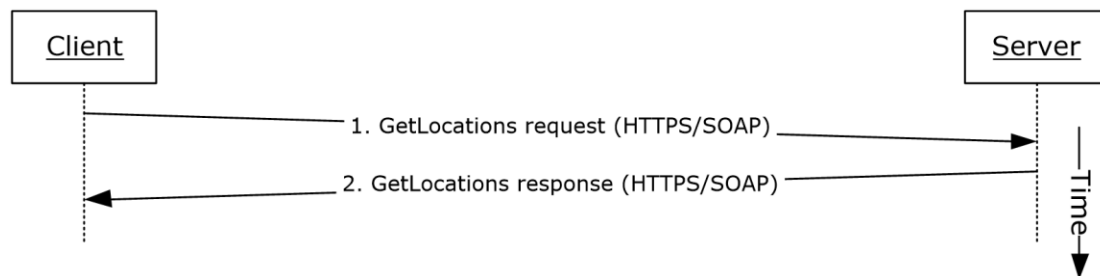 Client
Server
1. GetLocations request (HTTPS/SOAP)
2. GetLocations response (HTTPS/SOAP)
Time